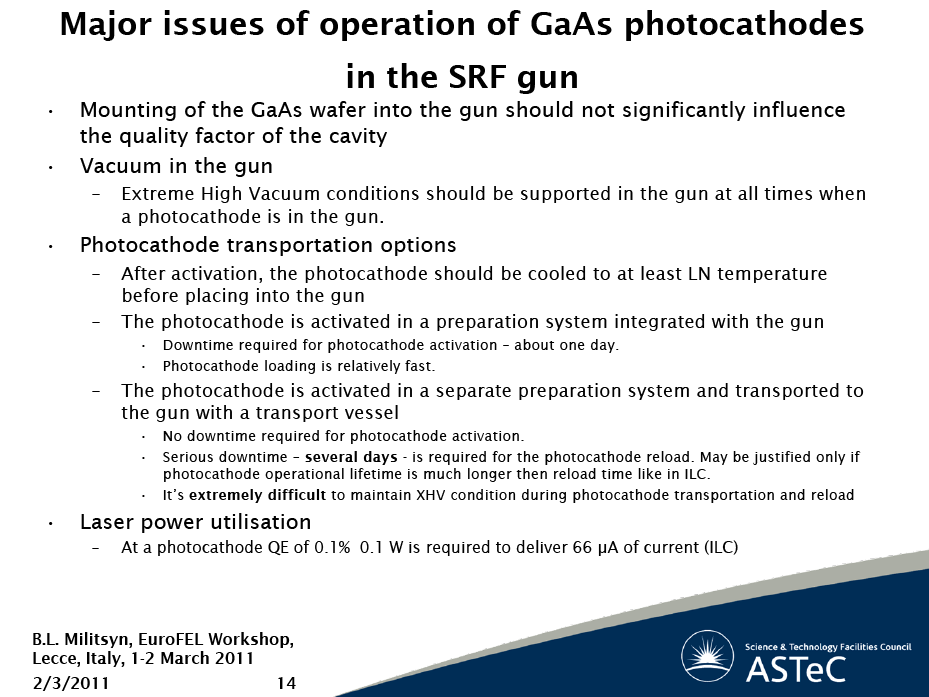 Major issues of operation of GaAs photocathodes
in the SRF gun
• Mounting of the GaAs wafer into the gun should not significantly influence
the quality factor of the cavity
• Vacuum in the gun
– Extreme High Vacuum conditions should be supported in the gun at all times when
a photocathode is in the gun.
• Photocathode transportation options
– After activation, the photocathode should be cooled to at least LN temperature
before placing into the gun
– The photocathode is activated in a preparation system integrated with the gun
• Downtime required for photocathode activation – about one day.
• Photocathode loading is relatively fast.
– The photocathode is activated in a separate preparation system and transported to
the gun with a transport vessel
• No downtime required for photocathode activation.
• Serious downtime – several days - is required for the photocathode reload. May be justified only if
photocathode operational lifetime is much longer then reload time like in ILC.
• It’s extremely difficult to maintain XHV condition during photocathode transportation and reload
• Laser power utilisation
– At a photocathode QE of 0.1% 0.1 W is required to deliver 66 µA of current (ILC)
B.L. Militsyn, EuroFEL Workshop,
Lecce, Italy, 1-2 March 2011
2/3/2011 14
Science & Technology Facilities Council
ASTeC